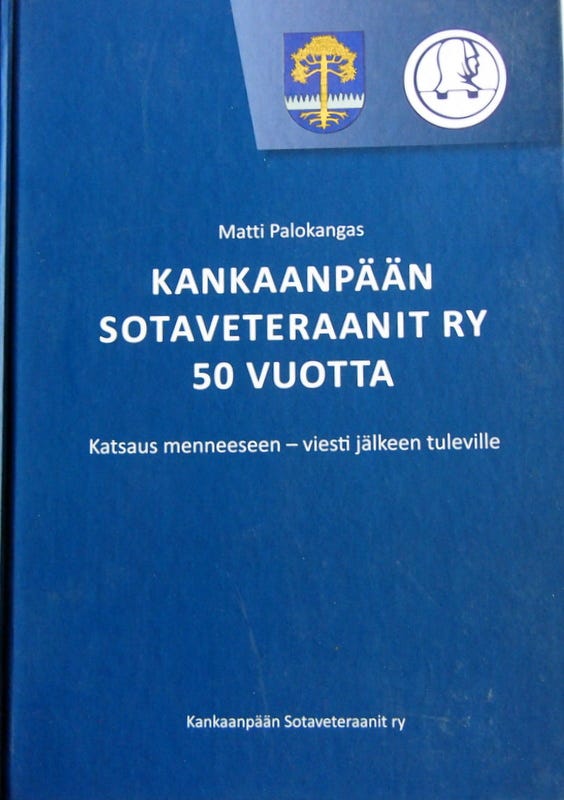 Matti Palokangas
KANKAANPÄÄN
SOTAVETERAANIT RY
50 VUOTTA
Katsaus menneeseen – viesti jälkeen tuleville
Kankaanpään Sotaveteraanit ry